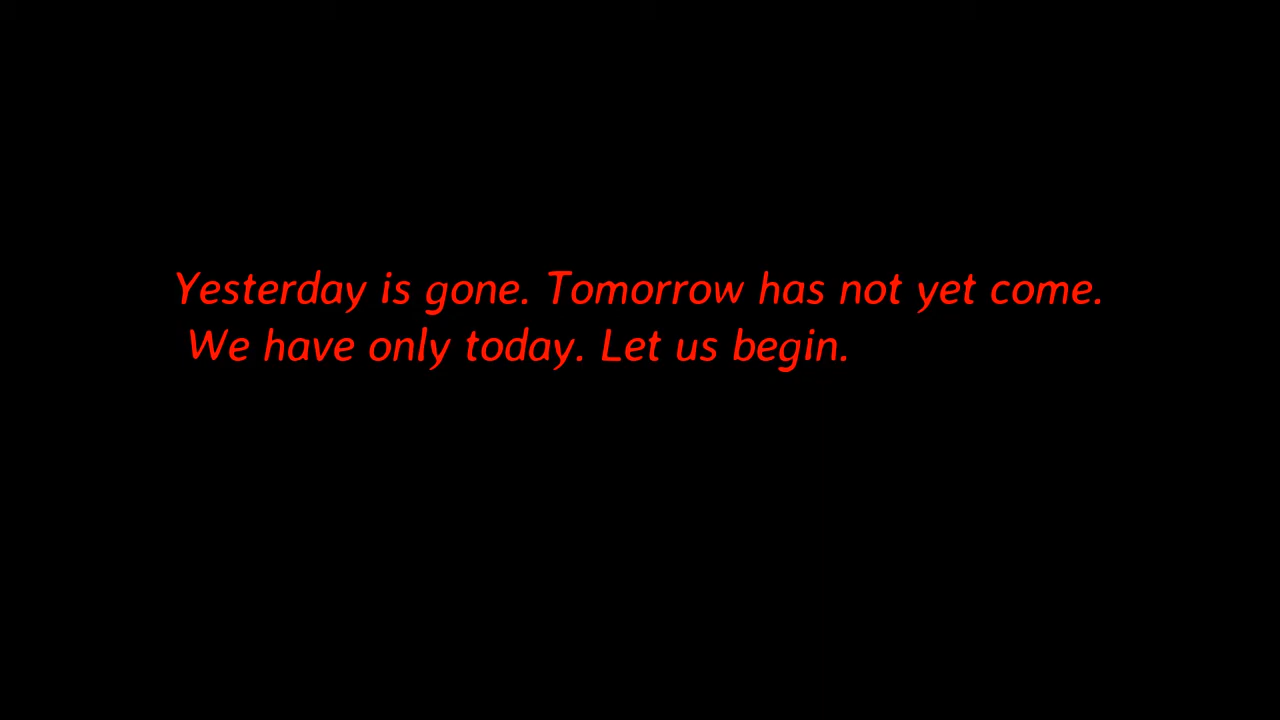 Yesterday is gone. Tomorrow has not yet come.
We have only today. Let us begin.